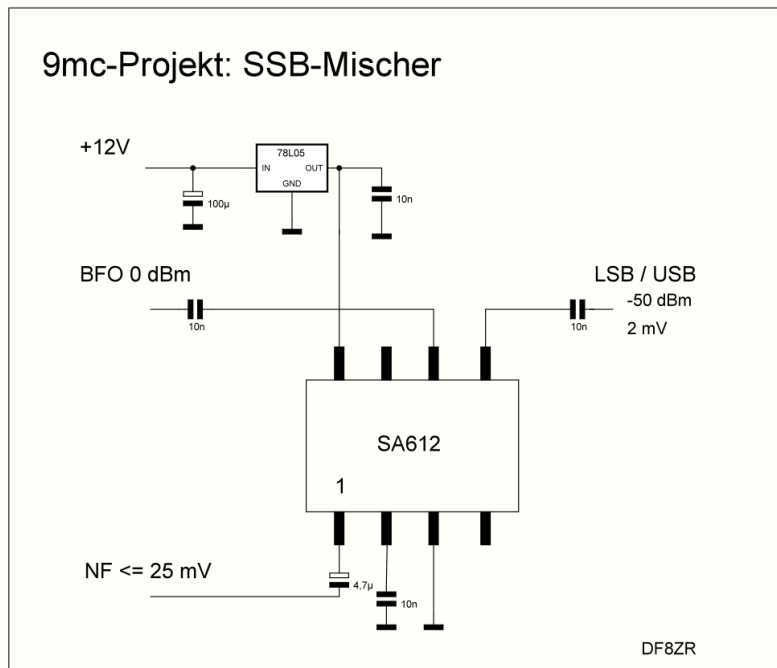 9mc-Projekt: SSB-Mischer
+12V
78L05
IN
OUT
GND
100µ
10n
BFO 0 dBm
10n
LSB / USB
-50 dBm
10n
2 mV
SA612
1
NF <= 25 mV
4,7µ
10n
DF8ZR